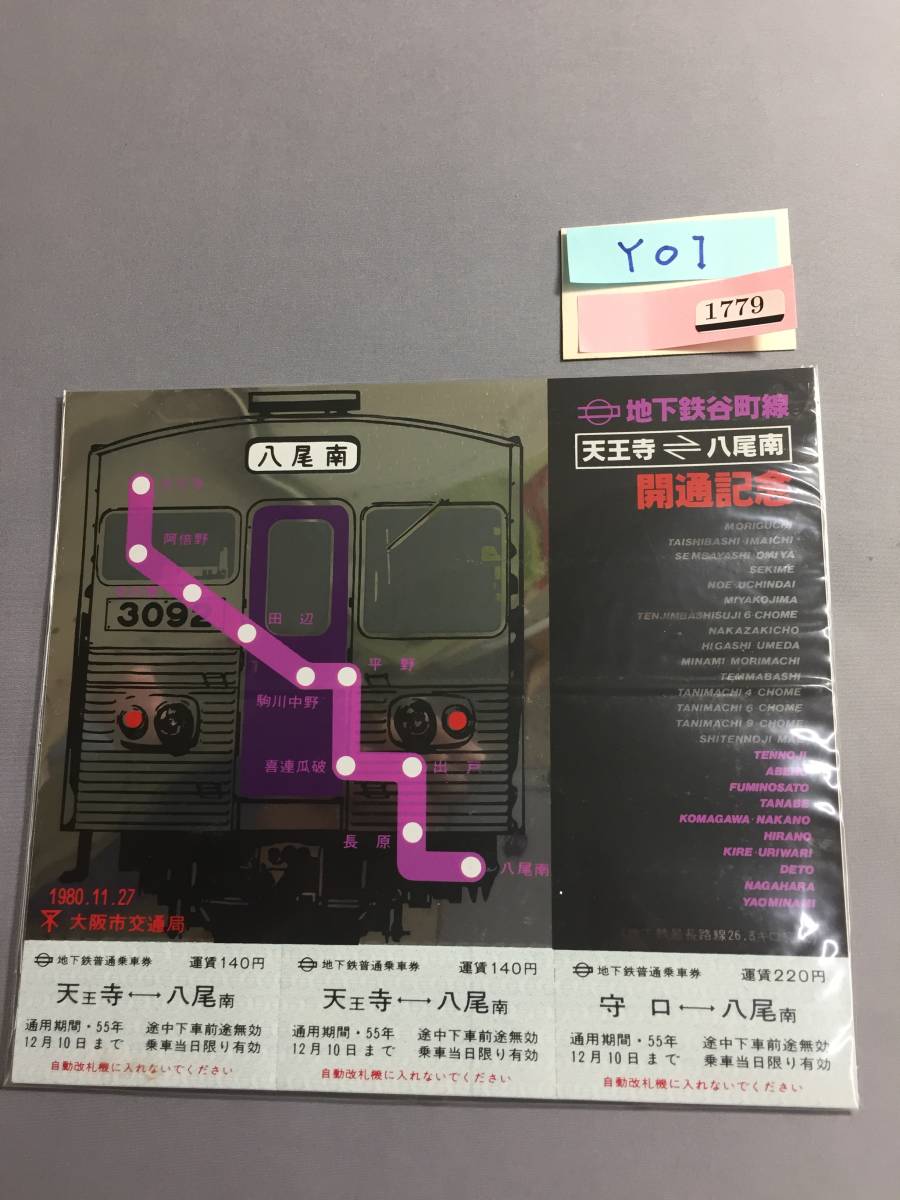 Y01
1779
地下鉄谷町線
天王寺 ⇌ 八尾南
開通記念
八尾南
阿倍野
3092
田辺
平野
駒川中野
喜連瓜破
出戸
長原
八尾南
1980.11.27
大阪市交通局
MORIGUCHI
TAISHIBASHI·IMAICHI
SEMBAYASHI·OMIYA
SEKIME
NOE·UCHINDAI
MIYAKOJIMA
TENJIMBASHISUJI 6·CHOME
NAKAZAKICHO
HIGASHI UMEDA
MINAMI MORIMACHI
TEMMABASHI
TANIMACHI 4 CHOME
TANIMACHI 6 CHOME
TANIMACHI 9 CHOME
SHITENNOJI MAE
TENNOJI
ABENO
FUMINOSATO
TANABE
KOMAGAWA·NAKANO
HIRANO
KIRE·URIWARI
DETO
NAGAHARA
YAOMINAMI
地下鉄普通乗車券 運賃140円
天王寺⟷八尾南
通用期間・55年 途中下車前途無効
12月10日まで 乗車当日限り有効
自動改札機に入れないでください
地下鉄普通乗車券 運賃140円
天王寺⟷八尾南
通用期間・55年 途中下車前途無効
12月10日まで 乗車当日限り有効
自動改札機に入れないでください
地下鉄普通乗車券 運賃220円
守口⟷八尾南
通用期間・55年 途中下車前途無効
12月10日まで 乗車当日限り有効
自動改札機に入れないでください